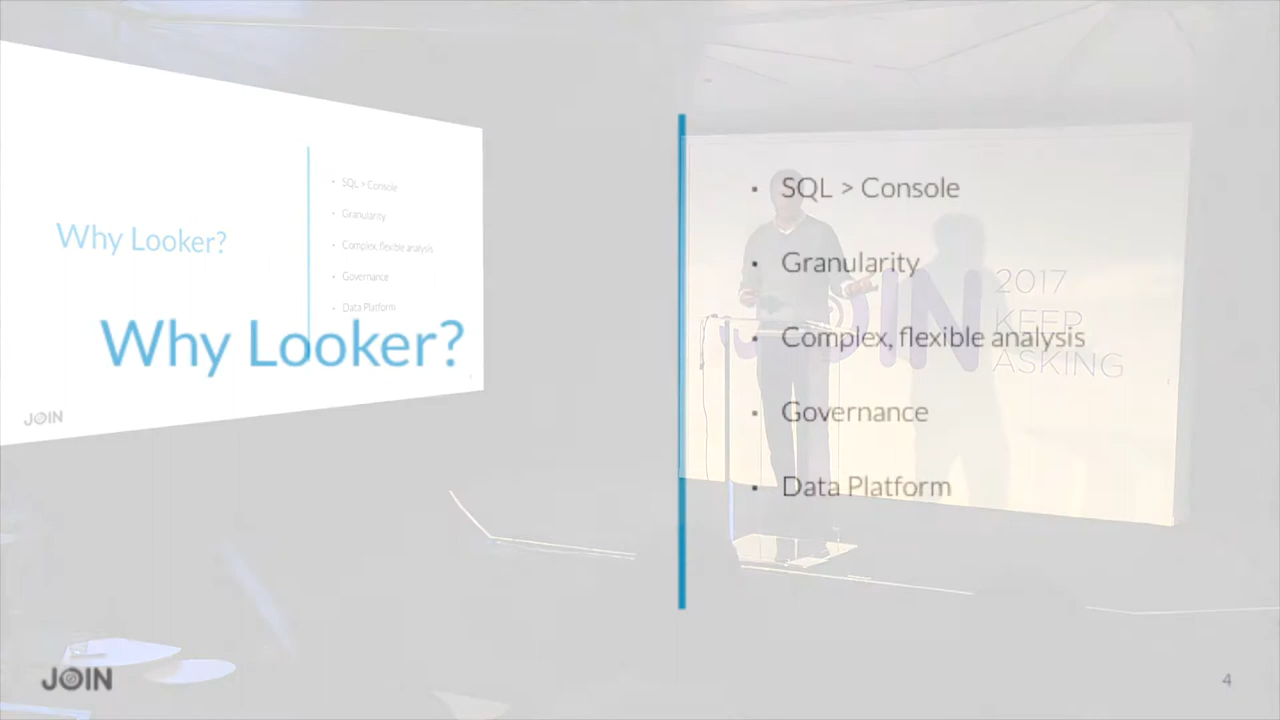 Why Looker?
• SQL > Console
• Granularity
• Complex, flexible analysis
• Governance
• Data Platform
JOIN
Why Looker?
• SQL > Console
• Granularity
• Complex, flexible analysis
• Governance
• Data Platform
JOIN
2017
KEEP
ASKING
JOIN
4